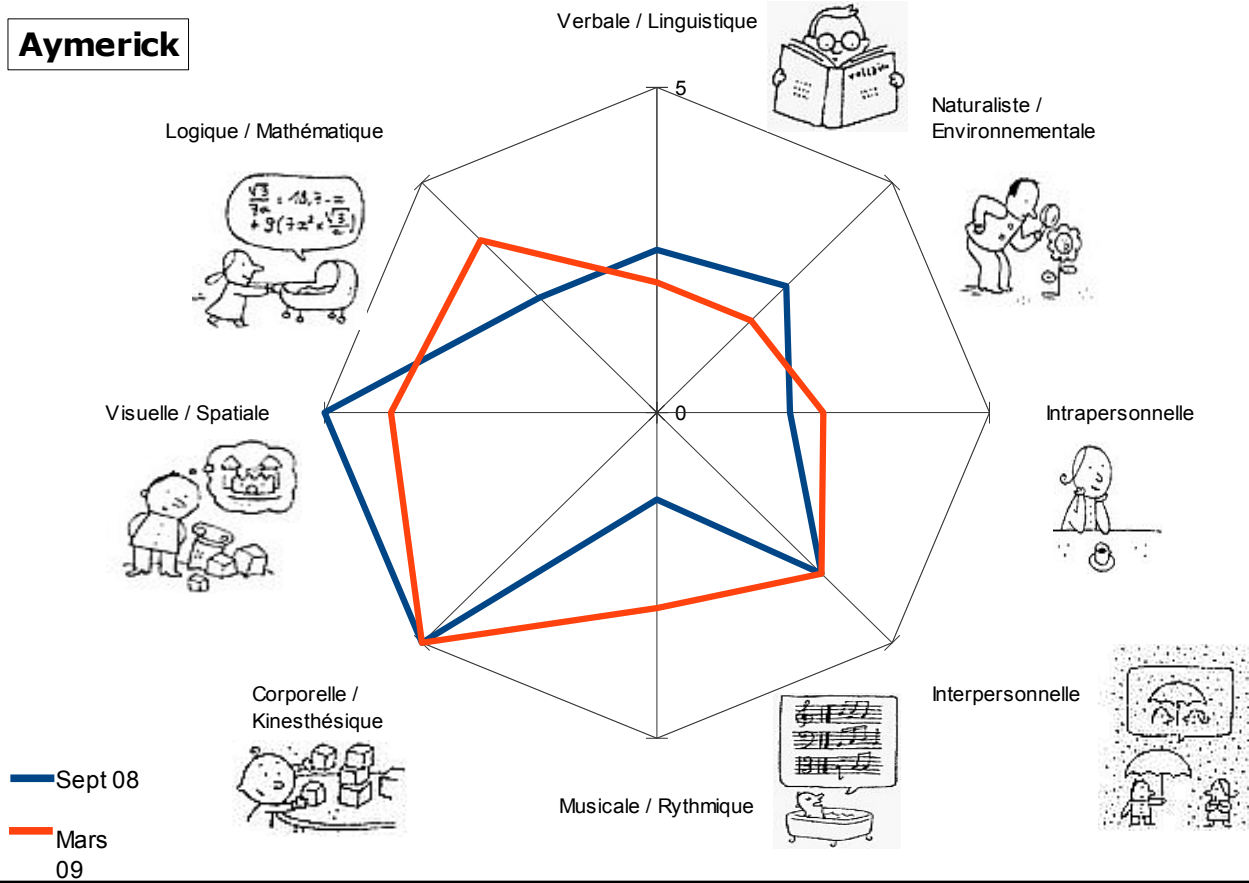 Aymerick
Verbale / Linguistique
5
Naturaliste /
Environnementale
Logique / Mathématique
Visuelle / Spatiale
0
Intrapersonnelle
Corporelle /
Kinesthésique
Interpersonnelle
Musicale / Rythmique
Sept 08
Mars
09